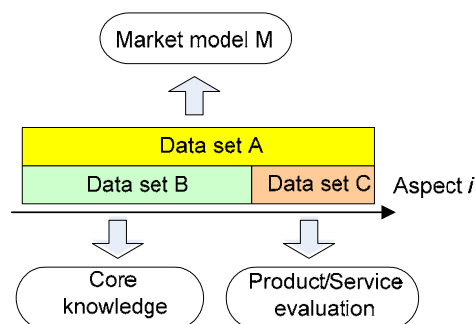 Market model M
Data set A
Data set B
Data set C
Aspect i
Core
knowledge
Product/Service
evaluation